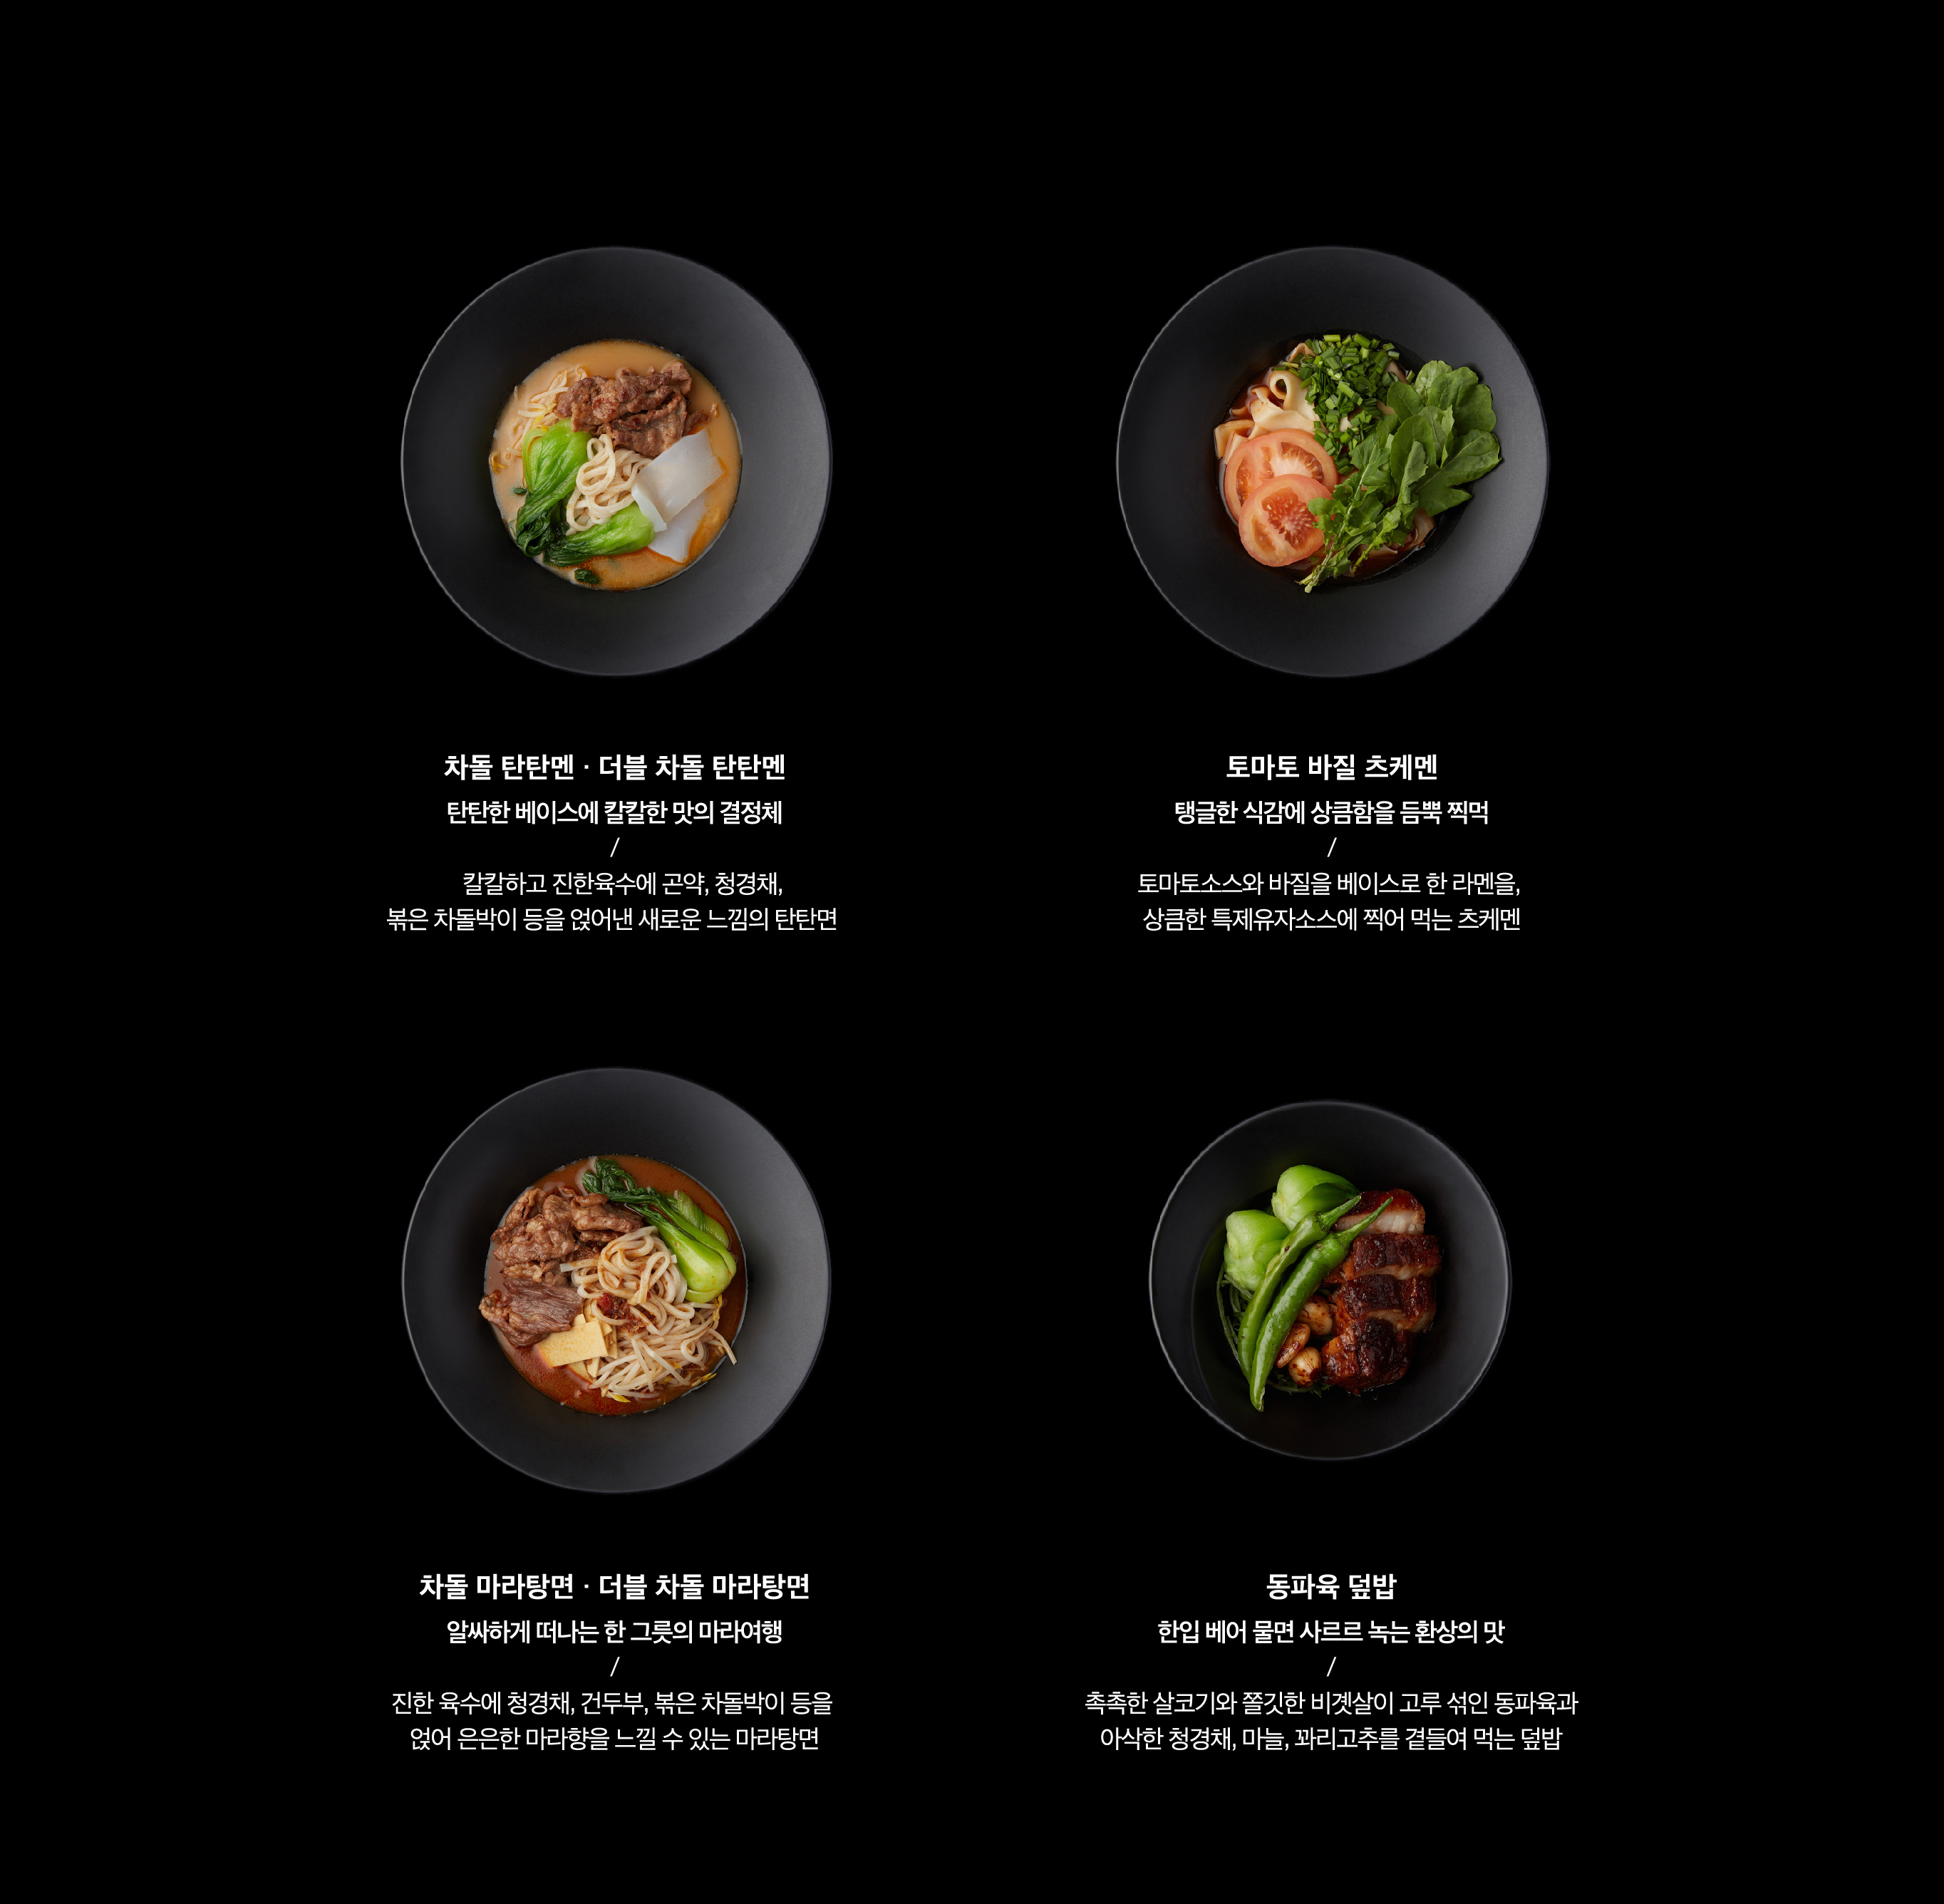 차돌 탄탄멘 · 더블 차돌 탄탄멘
탄탄한 베이스에 칼칼한 맛의 결정체
/
칼칼하고 진한육수에 곤약, 청경채,
볶은 차돌박이 등을 얹어낸 새로운 느낌의 탄탄면
토마토 바질 츠케멘
탱글한 식감에 상큼함을 듬뿍 찍먹
/
토마토소스와 바질을 베이스로 한 라멘을,
상큼한 특제유자소스에 찍어 먹는 츠케멘
차돌 마라탕면 · 더블 차돌 마라탕면
알싸하게 떠나는 한 그릇의 마라여행
/
진한 육수에 청경채, 건두부, 볶은 차돌박이 등을
얹어 은은한 마라향을 느낄 수 있는 마라탕면
동파육 덮밥
한입 베어 물면 사르르 녹는 환상의 맛
/
촉촉한 살코기와 쫄깃한 비곗살이 고루 섞인 동파육과
아삭한 청경채, 마늘, 꽈리고추를 곁들여 먹는 덮밥